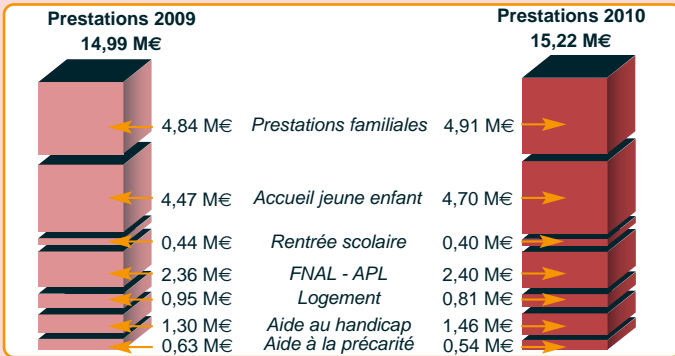 Prestations 2009
14,99 M€
Prestations 2010
15,22 M€
4,84 M€ Prestations familiales 4,91 M€
4,47 M€ Accueil jeune enfant 4,70 M€
0,44 M€ Rentrée scolaire 0,40 M€
2,36 M€ FNAL - APL 2,40 M€
0,95 M€ Logement 0,81 M€
1,30 M€ Aide au handicap 1,46 M€
0,63 M€ Aide à la précarité 0,54 M€